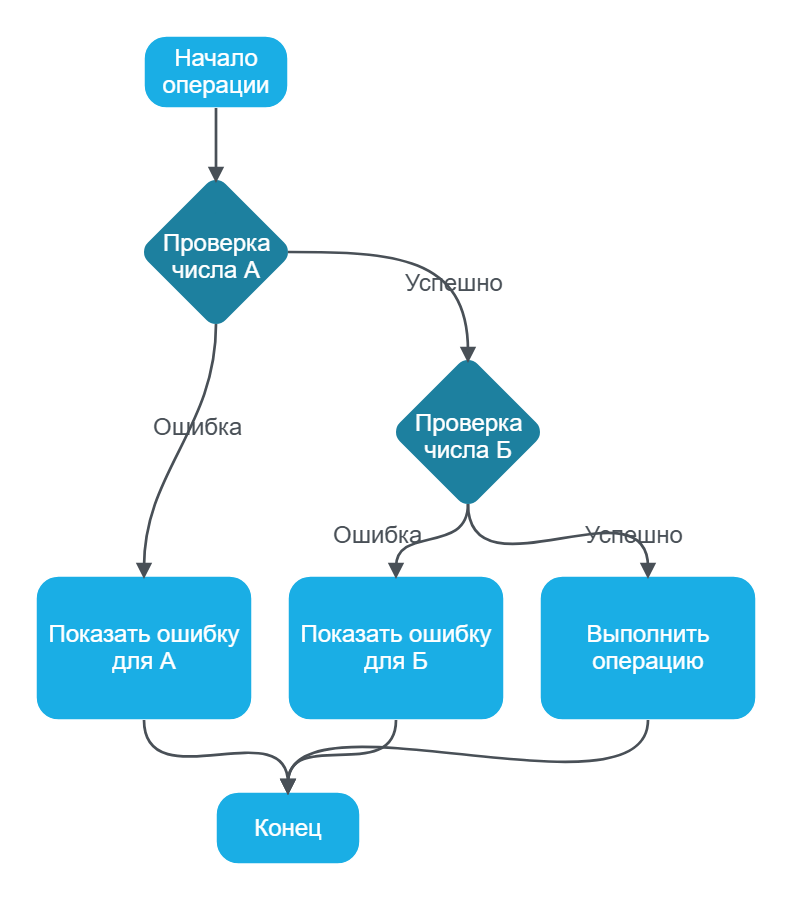 Начало
операции
Проверка
числа А
Успешно
Ошибка
Проверка
числа Б
Ошибка
Успешно
Показать ошибку
для А
Показать ошибку
для Б
Выполнить
операцию
Конец